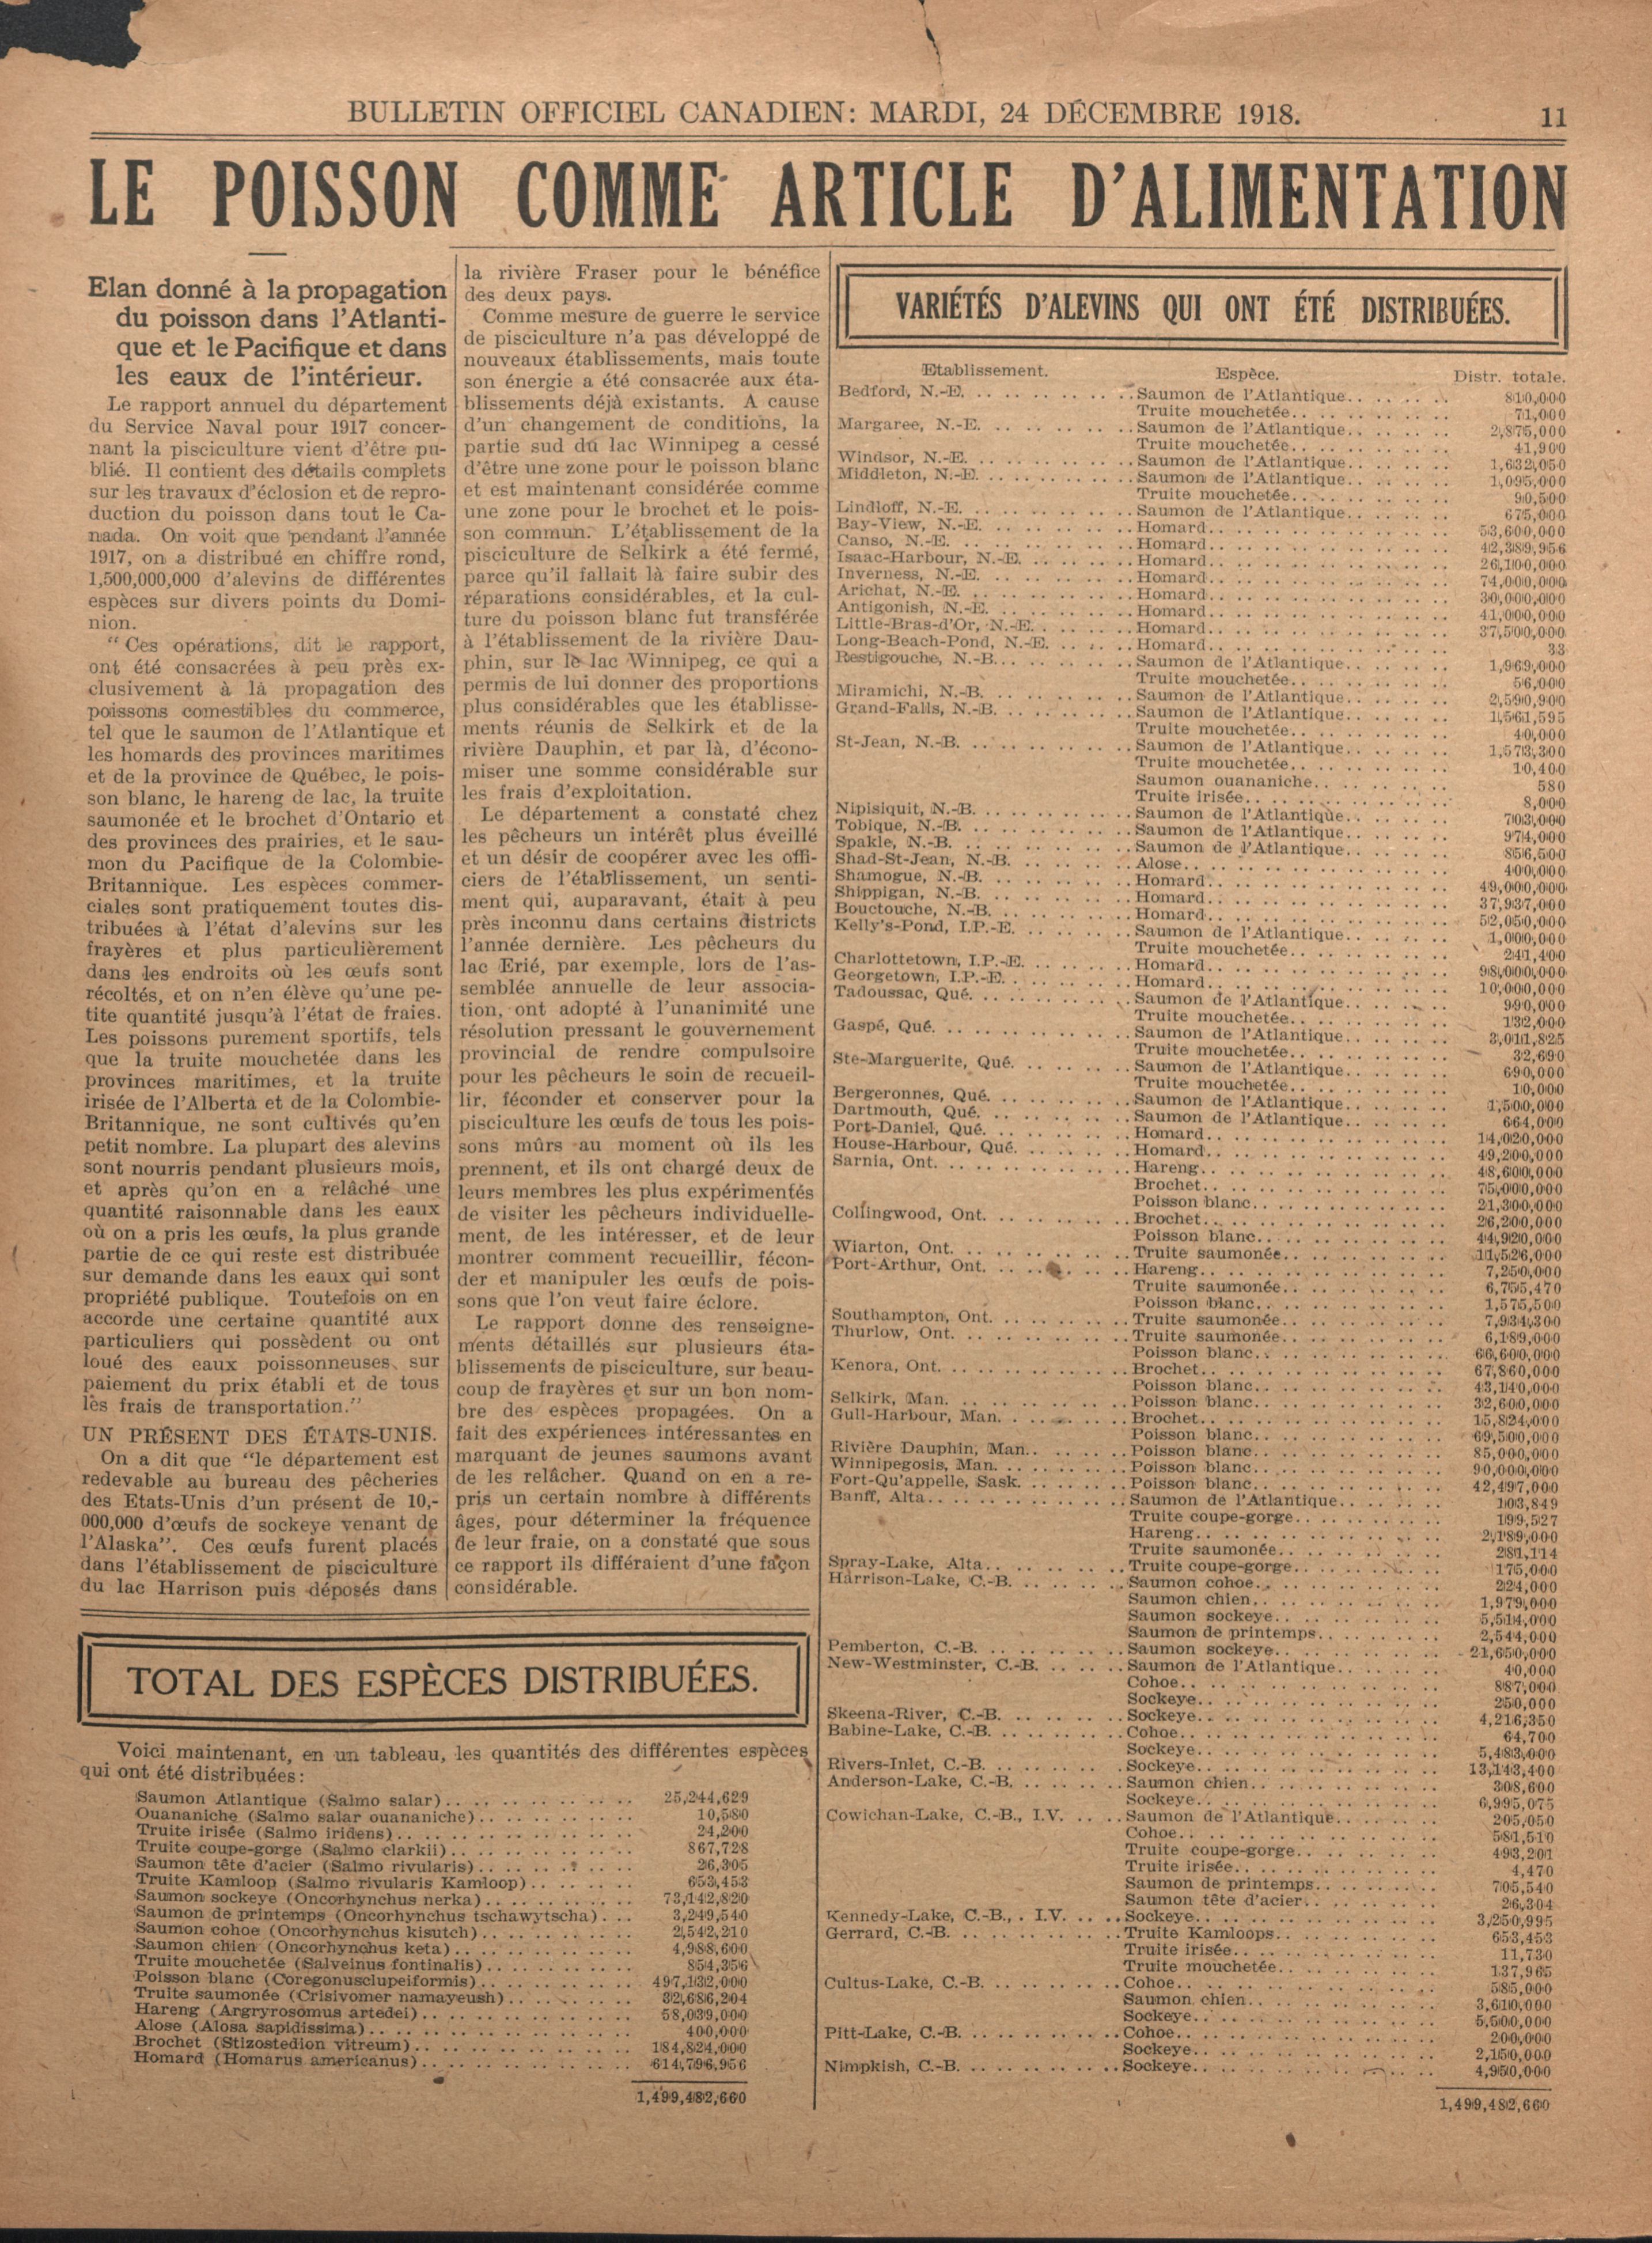 BULLETIN OFFICIEL CANADIEN: MARDI, 24 DÉCEMBRE 1918.
11
LE POISSON COMME ARTICLE D'ALIMENTATION
Elan donné à la propagation
du poisson dans l'Atlanti-
que et le Pacifique et dans
les eaux de l'intérieur.
Le rapport annuel du département
du Service Naval pour 1917 concer-
nant la pisciculture vient d'être pu-
blié. Il contient des détails complets
sur les travaux d'éclosion et de repro-
duction du poisson dans tout le Ca-
nada. On voit que pendant l'année
1917, on a distribué en chiffre rond,
1,500,000,000 d'alevins de différentes
espèces sur divers points du Domi-
nion.
"Ces opérations, dit le rapport,
ont été consacrées à peu près ex-
clusivement à la propagation des
poissons comestibles du commerce,
tel que le saumon de l'Atlantique et
les homards des provinces maritimes
et de la province de Québec, le pois-
son blanc, le hareng de lac, la truite
saumonée et le brochet d'Ontario et
des provinces des prairies, et le sau-
mon du Pacifique de la Colombie-
Britannique. Les espèces commer-
ciales sont pratiquement toutes dis-
tribuées à l'état d'alevins sur les
frayères et plus particulièrement
dans les endroits où les œufs sont
récoltés, et on n'en élève qu'une pe-
tite quantité jusqu'à l'état de fraies.
Les poissons purement sportifs, tels
que la truite mouchetée dans les
provinces maritimes, et la truite
irisée de l'Alberta et de la Colombie-
Britannique, ne sont cultivés qu'en
petit nombre. La plupart des alevins
sont nourris pendant plusieurs mois,
et après qu'on en a relâché une
quantité raisonnable dans les eaux
où on a pris les œufs, la plus grande
partie de ce qui reste est distribuée
sur demande dans les eaux qui sont
propriété publique. Toutefois on en
accorde une certaine quantité aux
particuliers qui possèdent ou ont
loué des eaux poissonneuses sur
paiement du prix établi et de tous
les frais de transportation."
UN PRÉSENT DES ÉTATS-UNIS.
On a dit que "le département est
redevable au bureau des pêcheries
des Etats-Unis d'un présent de 10,-
000,000 d'œufs de sockeye venant de
l'Alaska". Ces œufs furent placés
dans l'établissement de pisciculture
du lac Harrison puis déposés dans
la rivière Fraser pour le bénéfice
des deux pays.
Comme mesure de guerre le service
de pisciculture n'a pas développé de
nouveaux établissements, mais toute
son énergie a été consacrée aux éta-
blissements déjà existants. A cause
d'un changement de conditions, la
partie sud du lac Winnipeg a cessé
d'être une zone pour le poisson blanc
et est maintenant considérée comme
une zone pour le brochet et le pois-
son commun. L'établissement de la
pisciculture de Selkirk a été fermé,
parce qu'il fallait là faire subir des
réparations considérables, et la cul-
ture du poisson blanc fut transférée
à l'établissement de la rivière Dau-
phin, sur le lac Winnipeg, ce qui a
permis de lui donner des proportions
plus considérables que les établisse-
ments réunis de Selkirk et de la
rivière Dauphin, et par là, d'écono-
miser une somme considérable sur
les frais d'exploitation.
Le département a constaté chez
les pêcheurs un intérêt plus éveillé
et un désir de coopérer avec les offi-
ciers de l'établissement, un senti-
ment qui, auparavant, était à peu
près inconnu dans certains districts
l'année dernière. Les pêcheurs du
lac Erié, par exemple, lors de l'as-
semblée annuelle de leur associa-
tion, ont adopté à l'unanimité une
résolution pressant le gouvernement
provincial de rendre compulsoire
pour les pêcheurs le soin de recueil-
lir, féconder et conserver pour la
pisciculture les œufs de tous les pois-
sons mûrs au moment où ils les
prennent, et ils ont chargé deux de
leurs membres les plus expérimentés
de visiter les pêcheurs individuelle-
ment, de les intéresser, et de leur
montrer comment recueillir, fécon-
der et manipuler les œufs de pois-
sons que l'on veut faire éclore.
Le rapport donne des renseigne-
ments détaillés sur plusieurs éta-
blissements de pisciculture, sur beau-
coup de frayères et sur un bon nom-
bre des espèces propagées. On a
fait des expériences intéressantes en
marquant de jeunes saumons avant
de les relâcher. Quand on en a re-
pris un certain nombre à différents
âges, pour déterminer la fréquence
de leur fraie, on a constaté que sous
ce rapport ils différaient d'une façon
considérable.
TOTAL DES ESPÈCES DISTRIBUÉES.
Voici maintenant, en un tableau, les quantités des différentes espèces
qui ont été distribuées:
Saumon Atlantique (Salmo salar).. 25,244,629
Ouananiche (Salmo salar ouananiche).. 10,580
Truite irisée (Salmo iridens).. 24,200
Truite coupe-gorge (Salmo clarkii).. 867,728
Saumon tête d'acier (Salmo rivularis).. 26,305
Truite Kamloop (Salmo rivularis Kamloop).. 653,453
Saumon sockeye (Oncorhynchus nerka).. 73,142,820
Saumon de printemps (Oncorhynchus tschawytscha).. 3,249,540
Saumon cohoe (Oncorhynchus kisutch).. 2,542,210
Saumon chien (Oncorhynchus keta).. 4,988,600
Truite mouchetée (Salveinus fontinalis).. 854,356
Poisson blanc (Coregonusclupeiformis).. 497,132,000
Truite saumonée (Crisivomer namayeush).. 32,686,204
Hareng (Argryrosomus artedei).. 58,039,000
Alose (Alosa sapidissima).. 400,000
Brochet (Stizostedion vitreum).. 184,824,000
Homard (Homarus americanus).. 614,796,956
1,499,482,660
VARIÉTÉS D'ALEVINS QUI ONT ÉTÉ DISTRIBUÉES.
Etablissement. Espèce. Distr. totale.
Bedford, N.-E. .. Saumon de l'Atlantique.. 810,000
Truite mouchetée.. 71,000
Margaree, N.-E. .. Saumon de l'Atlantique.. 2,875,000
Truite mouchetée.. 41,900
Windsor, N.-E. .. Saumon de l'Atlantique.. 1,632,050
Middleton, N.-E. .. Saumon de l'Atlantique.. 1,095,000
Truite mouchetée.. 90,500
Lindloff, N.-E. .. Saumon de l'Atlantique.. 675,000
Bay-View, N.-E. .. Homard.. 53,600,000
Canso, N.-E. .. Homard.. 42,389,956
Isaac-Harbour, N.-E. .. Homard.. 26,100,000
Inverness, N.-E. .. Homard.. 74,000,000
Arichat, N.-E. .. Homard.. 30,000,000
Antigonish, N.-E. .. Homard.. 41,000,000
Little-Bras-d'Or, N.-E. .. Homard.. 37,500,000
Long-Beach-Pond, N.-E. .. Homard.. 33
Restigouche, N.-B... Saumon de l'Atlantique.. 1,969,000
Truite mouchetée.. 56,000
Miramichi, N.-B. .. Saumon de l'Atlantique.. 2,590,900
Grand-Falls, N.-B. .. Saumon de l'Atlantique.. 1,561,595
Truite mouchetée.. 40,000
St-Jean, N.-B. .. Saumon de l'Atlantique.. 1,573,300
Truite mouchetée.. 10,400
Saumon ouananiche.. 580
Truite irisée.. 8,000
Nipisiquit, N.-B. .. Saumon de l'Atlantique.. 703,000
Tobique, N.-B. .. Saumon de l'Atlantique.. 974,000
Spakle, N.-B. .. Saumon de l'Atlantique.. 856,500
Shad-St-Jean, N.-B. .. Alose.. 400,000
Shamogue, N.-B. .. Homard.. 49,000,000
Shippigan, N.-B. .. Homard.. 37,937,000
Bouctouche, N.-B. .. Homard.. 52,050,000
Kelly's-Pond, I.P.-E. .. Saumon de l'Atlantique.. 1,000,000
Truite mouchetée.. 241,400
Charlottetown, I.P.-E. .. Homard.. 98,000,000
Georgetown, I.P.-E. .. Homard.. 10,000,000
Tadoussac, Qué. .. Saumon de l'Atlantique.. 990,000
Truite mouchetée.. 132,000
Gaspé, Qué. .. Saumon de l'Atlantique.. 3,011,825
Truite mouchetée.. 32,690
Ste-Marguerite, Qué. .. Saumon de l'Atlantique.. 690,000
Truite mouchetée.. 10,000
Bergeronnes, Qué. .. Saumon de l'Atlantique.. 1,500,000
Dartmouth, Qué. .. Saumon de l'Atlantique.. 664,000
Port-Daniel, Qué. .. Homard.. 14,020,000
House-Harbour, Qué. .. Homard.. 49,200,000
Sarnia, Ont. .. Hareng.. 48,600,000
Brochet.. 75,000,000
Poisson blanc.. 21,300,000
Collingwood, Ont. .. Brochet.. 26,200,000
Poisson blanc.. 44,920,000
Wiarton, Ont. .. Truite saumonée.. 11,526,000
Port-Arthur, Ont. .. Hareng.. 7,250,000
Truite saumonée.. 6,755,470
Poisson blanc.. 1,575,500
Southampton, Ont. .. Truite saumonée.. 7,934,300
Thurlow, Ont. .. Truite saumonée.. 6,189,000
Poisson blanc.. 66,600,000
Kenora, Ont. .. Brochet.. 67,860,000
Poisson blanc.. 43,140,000
Selkirk, Man. .. Poisson blanc.. 32,600,000
Gull-Harbour, Man. .. Brochet.. 15,824,000
Poisson blanc.. 69,500,000
Rivière Dauphin, Man.. Poisson blanc.. 85,000,000
Winnipegosis, Man. .. Poisson blanc.. 90,000,000
Fort-Qu'appelle, Sask. .. Poisson blanc.. 42,497,000
Banff, Alta.. Saumon de l'Atlantique.. 103,849
Truite coupe-gorge.. 199,527
Hareng.. 2,189,000
Truite saumonée.. 281,114
Spray-Lake, Alta.. Truite coupe-gorge.. 175,000
Harrison-Lake, C.-B. .. Saumon cohoe.. 224,000
Saumon chien.. 1,979,000
Saumon sockeye.. 5,514,000
Saumon de printemps.. 2,544,000
Pemberton, C.-B. .. Saumon sockeye.. 21,650,000
New-Westminster, C.-B. .. Saumon de l'Atlantique.. 40,000
Cohoe.. 887,000
Sockeye.. 250,000
Skeena-River, C.-B. .. Sockeye.. 4,216,350
Babine-Lake, C.-B. .. Cohoe.. 64,700
Sockeye.. 5,483,000
Rivers-Inlet, C.-B. .. Sockeye.. 13,143,400
Anderson-Lake, C.-B. .. Saumon chien.. 308,600
Sockeye.. 6,995,075
Cowichan-Lake, C.-B., I.V. .. Saumon de l'Atlantique.. 205,050
Cohoe.. 581,510
Truite coupe-gorge.. 493,201
Truite irisée.. 4,470
Saumon de printemps.. 705,540
Saumon tête d'acier.. 26,304
Kennedy-Lake, C.-B., . I.V. .. Sockeye.. 3,250,995
Gerrard, C.-B. .. Truite Kamloops.. 653,453
Truite irisée.. 11,730
Truite mouchetée.. 137,965
Cultus-Lake, C.-B. .. Cohoe.. 585,000
Saumon chien.. 3,610,000
Sockeye.. 5,500,000
Pitt-Lake, C.-B. .. Cohoe.. 200,000
Sockeye.. 2,150,000
Nimpkish, C.-B. .. Sockeye.. 4,950,000
1,499,482,660